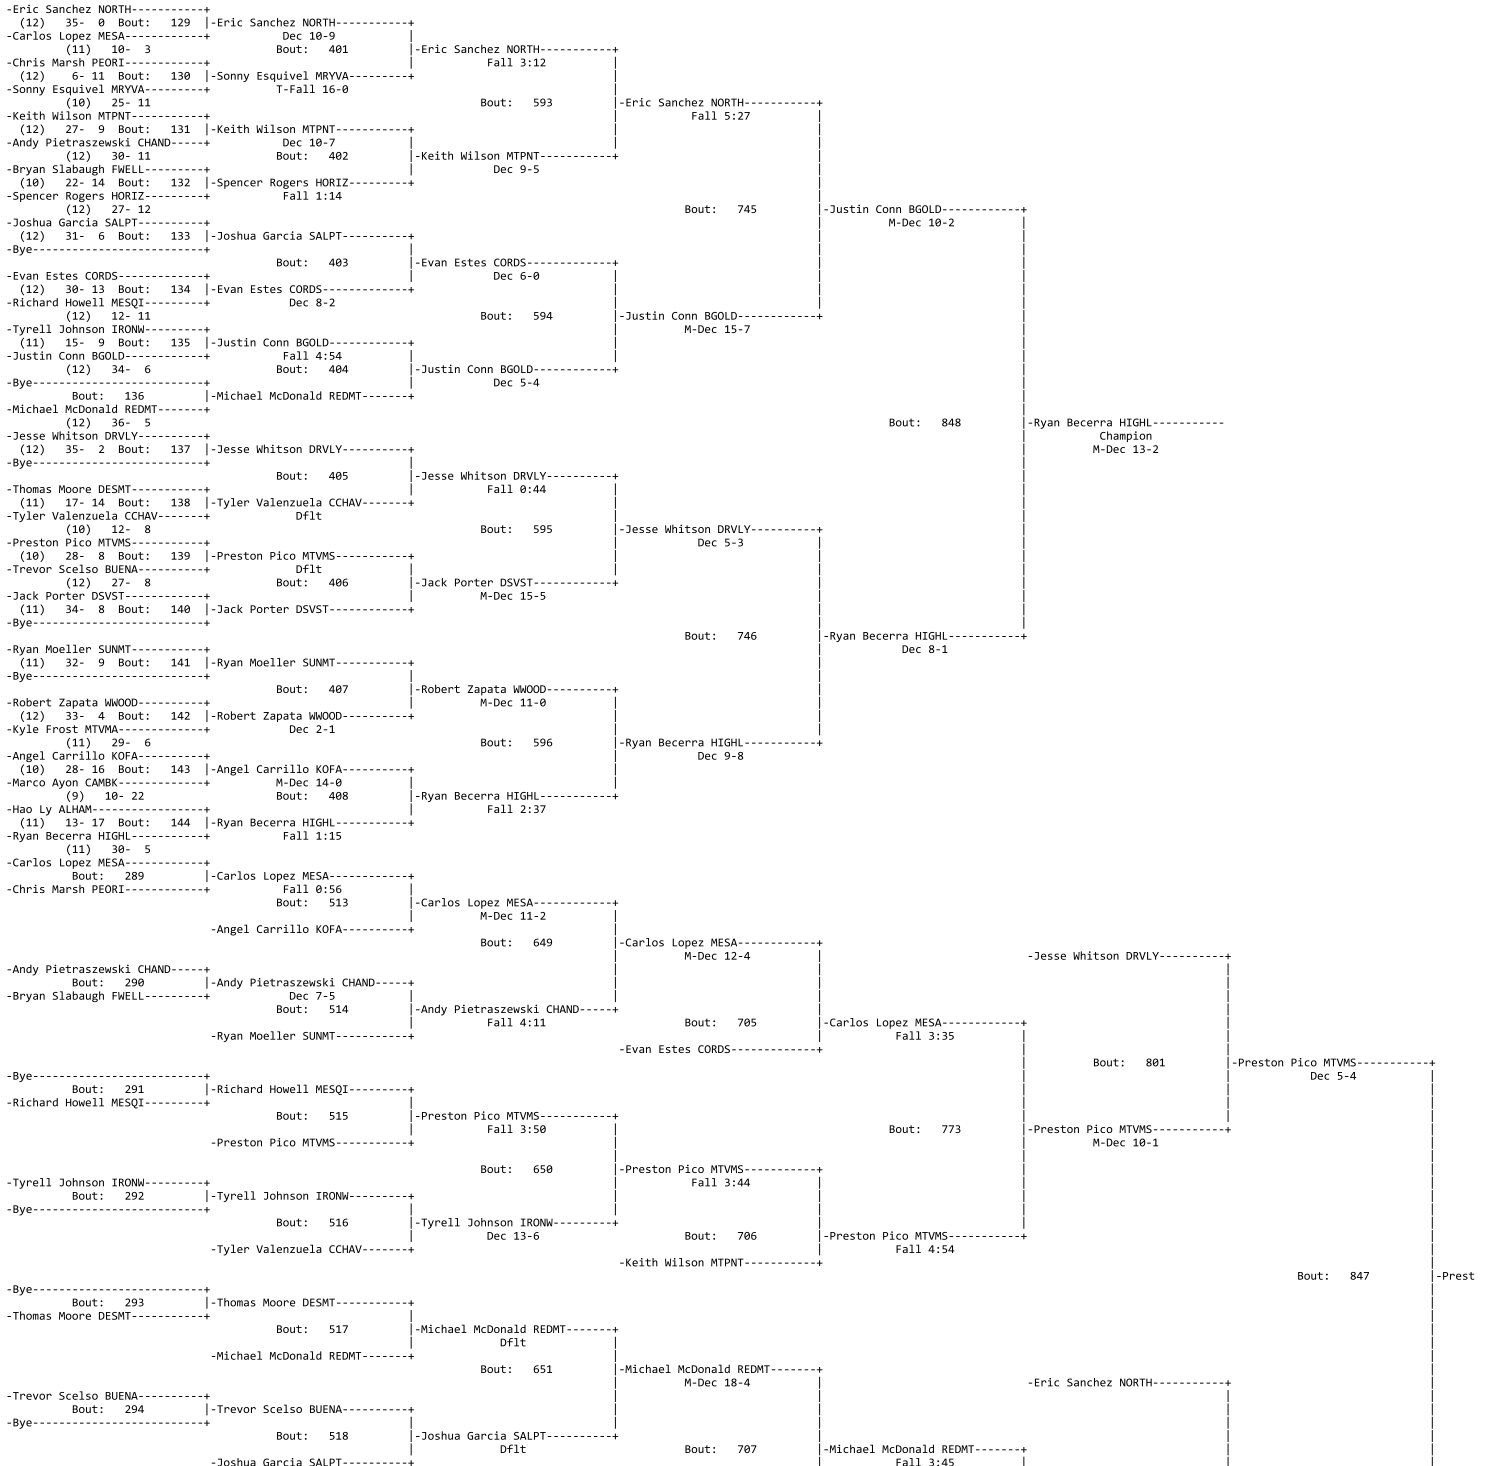 -Eric Sanchez NORTH-----------+
(12) 35- 0 Bout: 129 |-Eric Sanchez NORTH-----------+
-Carlos Lopez MESA------------+ Dec 10-9 |
(11) 10- 3 Bout: 401 |-Eric Sanchez NORTH-----------+
-Chris Marsh PEORI------------+ | Fall 3:12 |
(12) 6- 11 Bout: 130 |-Sonny Esquivel MRYVA---------+ |
-Sonny Esquivel MRYVA---------+ T-Fall 16-0 |
(10) 25- 11 Bout: 593 |-Eric Sanchez NORTH-----------+
-Keith Wilson MTPNT-----------+ | Fall 5:27 |
(12) 27- 9 Bout: 131 |-Keith Wilson MTPNT-----------+ | |
-Andy Pietraszewski CHAND-----+ Dec 10-7 | | |
(12) 30- 11 Bout: 402 |-Keith Wilson MTPNT-----------+ |
-Bryan Slabaugh FWELL---------+ | Dec 9-5 |
(10) 22- 14 Bout: 132 |-Spencer Rogers HORIZ---------+ |
-Spencer Rogers HORIZ---------+ Fall 1:14 |
(12) 27- 12 Bout: 745 |-Justin Conn BGOLD------------+
-Joshua Garcia SALPT----------+ | M-Dec 10-2 |
(12) 31- 6 Bout: 133 |-Joshua Garcia SALPT----------+ | |
-Bye--------------------------+ | | |
Bout: 403 |-Evan Estes CORDS-------------+ | |
-Evan Estes CORDS-------------+ | Dec 6-0 | | |
(12) 30- 13 Bout: 134 |-Evan Estes CORDS-------------+ | | |
-Richard Howell MESQI---------+ Dec 8-2 | | |
(12) 12- 11 Bout: 594 |-Justin Conn BGOLD------------+ |
-Tyrell Johnson IRONW---------+ | M-Dec 15-7 |
(11) 15- 9 Bout: 135 |-Justin Conn BGOLD------------+ | |
-Justin Conn BGOLD------------+ Fall 4:54 | | |
(12) 34- 6 Bout: 404 |-Justin Conn BGOLD------------+ |
-Bye--------------------------+ | Dec 5-4 |
Bout: 136 |-Michael McDonald REDMT-------+ |
-Michael McDonald REDMT-------+ |
(12) 36- 5 Bout: 848 |-Ryan Becerra HIGHL-----------
-Jesse Whitson DRVLY----------+ | Champion
(12) 35- 2 Bout: 137 |-Jesse Whitson DRVLY----------+ | M-Dec 13-2
-Bye--------------------------+ | |
Bout: 405 |-Jesse Whitson DRVLY----------+ |
-Thomas Moore DESMT-----------+ | Fall 0:44 | |
(11) 17- 14 Bout: 138 |-Tyler Valenzuela CCHAV-------+ | |
-Tyler Valenzuela CCHAV-------+ Dflt | |
(10) 12- 8 Bout: 595 |-Jesse Whitson DRVLY----------+ |
-Preston Pico MTVMS-----------+ | Dec 5-3 | |
(10) 28- 8 Bout: 139 |-Preston Pico MTVMS-----------+ | | |
-Trevor Scelso BUENA----------+ Dflt | | | |
(12) 27- 8 Bout: 406 |-Jack Porter DSVST------------+ | |
-Jack Porter DSVST------------+ | M-Dec 15-5 | |
(11) 34- 8 Bout: 140 |-Jack Porter DSVST------------+ | |
-Bye--------------------------+ | |
Bout: 746 |-Ryan Becerra HIGHL-----------+
-Ryan Moeller SUNMT-----------+ | Dec 8-1
(11) 32- 9 Bout: 141 |-Ryan Moeller SUNMT-----------+ |
-Bye--------------------------+ | |
Bout: 407 |-Robert Zapata WWOOD----------+ |
-Robert Zapata WWOOD----------+ | M-Dec 11-0 | |
(12) 33- 4 Bout: 142 |-Robert Zapata WWOOD----------+ | |
-Kyle Frost MTVMA-------------+ Dec 2-1 | |
(11) 29- 6 Bout: 596 |-Ryan Becerra HIGHL-----------+
-Angel Carrillo KOFA----------+ | Dec 9-8
(10) 28- 16 Bout: 143 |-Angel Carrillo KOFA----------+ |
-Marco Ayon CAMBK-------------+ M-Dec 14-0 | |
(9) 10- 22 Bout: 408 |-Ryan Becerra HIGHL-----------+
-Hao Ly ALHAM-----------------+ | Fall 2:37
(11) 13- 17 Bout: 144 |-Ryan Becerra HIGHL-----------+
-Ryan Becerra HIGHL-----------+ Fall 1:15
(11) 30- 5
-Carlos Lopez MESA------------+
Bout: 289 |-Carlos Lopez MESA------------+
-Chris Marsh PEORI------------+ Fall 0:56 |
Bout: 513 |-Carlos Lopez MESA------------+
| M-Dec 11-2 |
-Angel Carrillo KOFA----------+ |
Bout: 649 |-Carlos Lopez MESA------------+
| M-Dec 12-4 | -Jesse Whitson DRVLY----------+
-Andy Pietraszewski CHAND-----+ | | |
Bout: 290 |-Andy Pietraszewski CHAND-----+ | | |
-Bryan Slabaugh FWELL---------+ Dec 7-5 | | | |
Bout: 514 |-Andy Pietraszewski CHAND-----+ | |
| Fall 4:11 Bout: 705 |-Carlos Lopez MESA------------+ |
-Ryan Moeller SUNMT-----------+ | Fall 3:35 | |
-Evan Estes CORDS-------------+ | |
| Bout: 801 |-Preston Pico MTVMS-----------+
-Bye--------------------------+ | | Dec 5-4 |
Bout: 291 |-Richard Howell MESQI---------+ | | |
-Richard Howell MESQI---------+ | | | |
Bout: 515 |-Preston Pico MTVMS-----------+ | | |
| Fall 3:50 | Bout: 773 |-Preston Pico MTVMS-----------+ |
-Preston Pico MTVMS-----------+ | | M-Dec 10-1 |
| | |
Bout: 650 |-Preston Pico MTVMS-----------+ | |
-Tyrell Johnson IRONW---------+ | Fall 3:44 | | |
Bout: 292 |-Tyrell Johnson IRONW---------+ | | | |
-Bye--------------------------+ | | | | |
Bout: 516 |-Tyrell Johnson IRONW---------+ | | |
| Dec 13-6 Bout: 706 |-Preston Pico MTVMS-----------+ |
-Tyler Valenzuela CCHAV-------+ | Fall 4:54 |
-Keith Wilson MTPNT-----------+ |
Bout: 847 |-Prest
-Bye--------------------------+ |
Bout: 293 |-Thomas Moore DESMT-----------+ |
-Thomas Moore DESMT-----------+ | |
Bout: 517 |-Michael McDonald REDMT-------+ |
| Dflt | |
-Michael McDonald REDMT-------+ | |
Bout: 651 |-Michael McDonald REDMT-------+ |
| M-Dec 18-4 | -Eric Sanchez NORTH-----------+ |
-Trevor Scelso BUENA----------+ | | | |
Bout: 294 |-Trevor Scelso BUENA----------+ | | | |
-Bye--------------------------+ | | | | |
Bout: 518 |-Joshua Garcia SALPT----------+ | | |
| Dflt Bout: 707 |-Michael McDonald REDMT-------+ | |
-Joshua Garcia SALPT----------+ | Fall 3:45 | | |